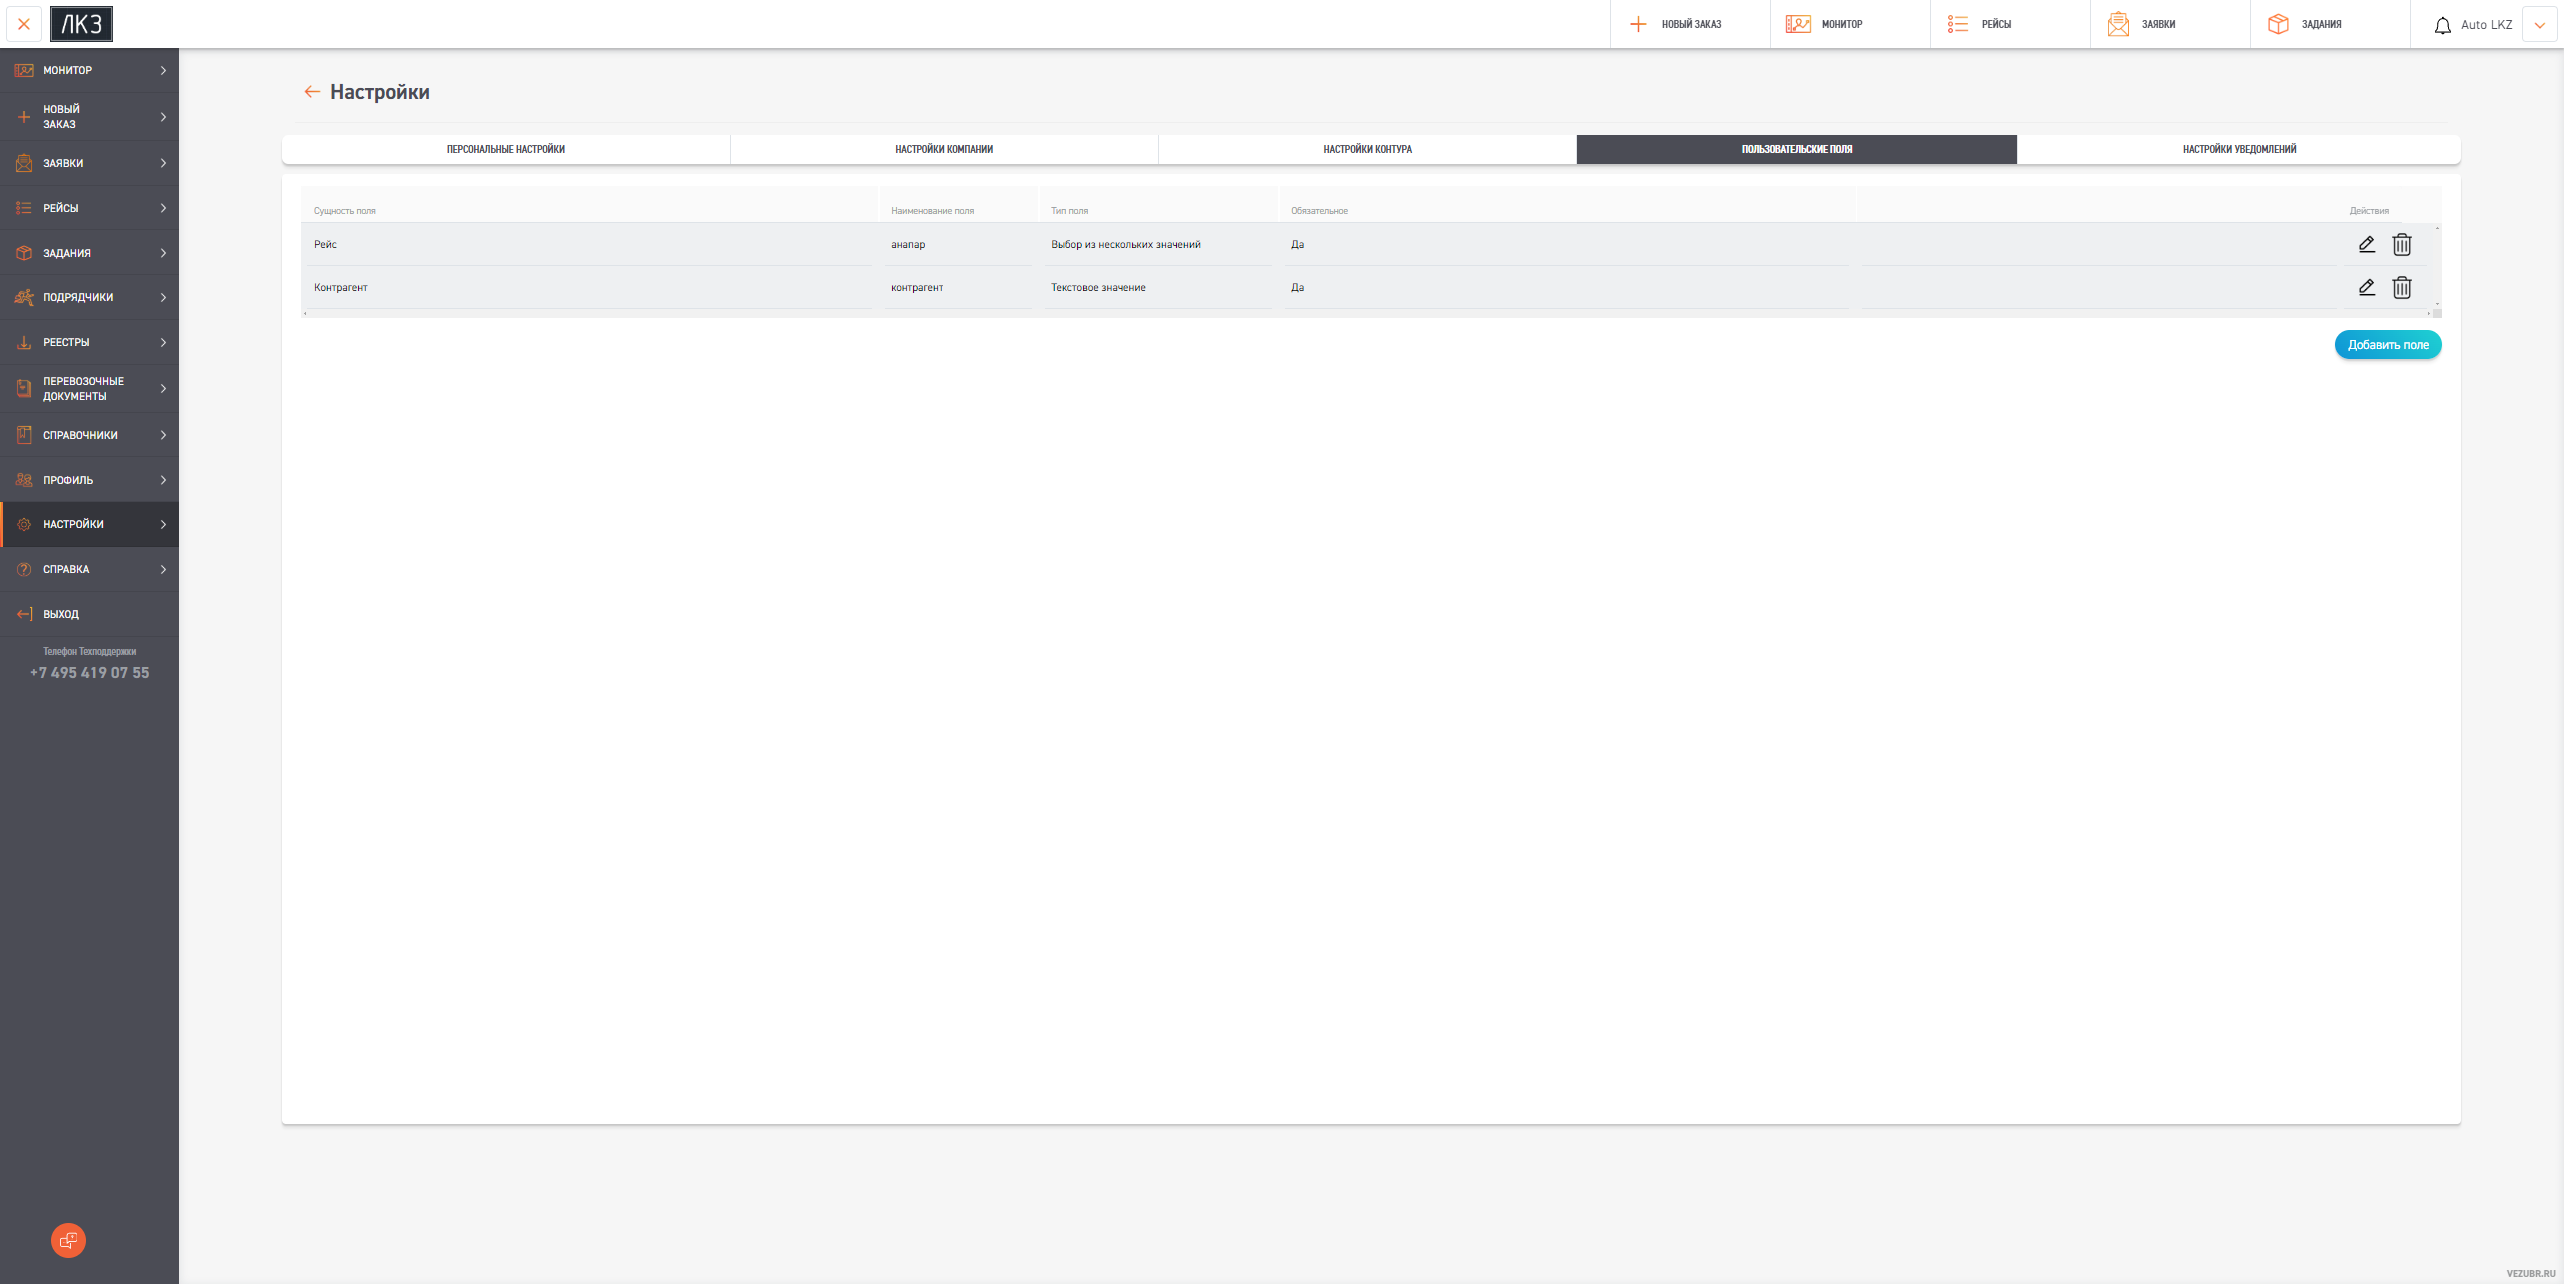 ЛКЗ
НОВЫЙ ЗАКАЗ
МОНИТОР
РЕЙСЫ
ЗАЯВКИ
ЗАДАНИЯ
Auto LKZ
МОНИТОР
НОВЫЙ
ЗАКАЗ
ЗАЯВКИ
РЕЙСЫ
ЗАДАНИЯ
ПОДРЯДЧИКИ
РЕЕСТРЫ
ПЕРЕВОЗОЧНЫЕ
ДОКУМЕНТЫ
СПРАВОЧНИКИ
ПРОФИЛЬ
НАСТРОЙКИ
СПРАВКА
ВЫХОД
Телефон Техподдержки
+7 495 419 07 55
Настройки
ПЕРСОНАЛЬНЫЕ НАСТРОЙКИ
НАСТРОЙКИ КОМПАНИИ
НАСТРОЙКИ КОНТУРА
ПОЛЬЗОВАТЕЛЬСКИЕ ПОЛЯ
НАСТРОЙКИ УВЕДОМЛЕНИЙ
Сущность поля Наименование поля Тип поля Обязательное Действия
Рейс анапар Выбор из нескольких значений Да
Контрагент контрагент Текстовое значение Да
Добавить поле
VEZUBR.RU